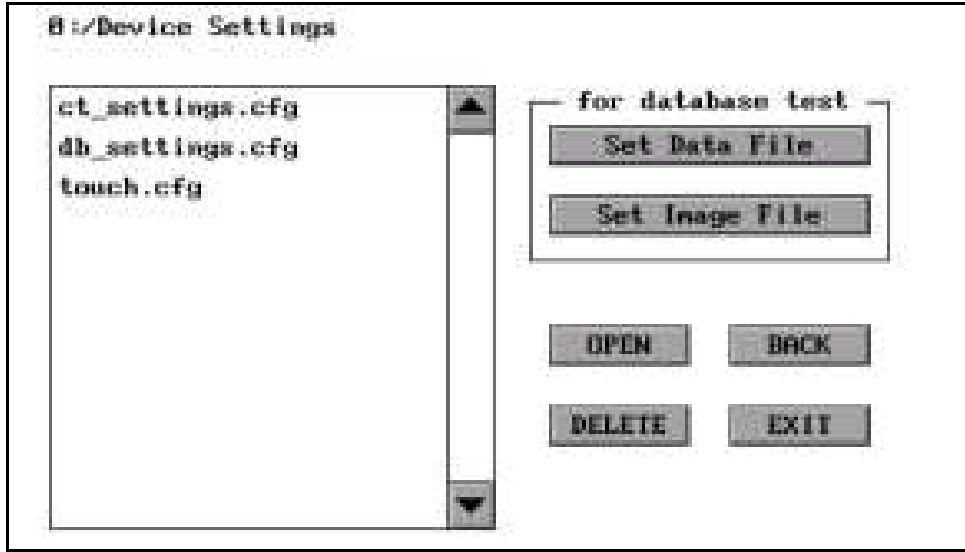 0:/Device Settings
ct_settings.cfg
db_settings.cfg
touch.cfg
for database test
Set Data File
Set Image File
OPEN
BACK
DELETE
EXIT